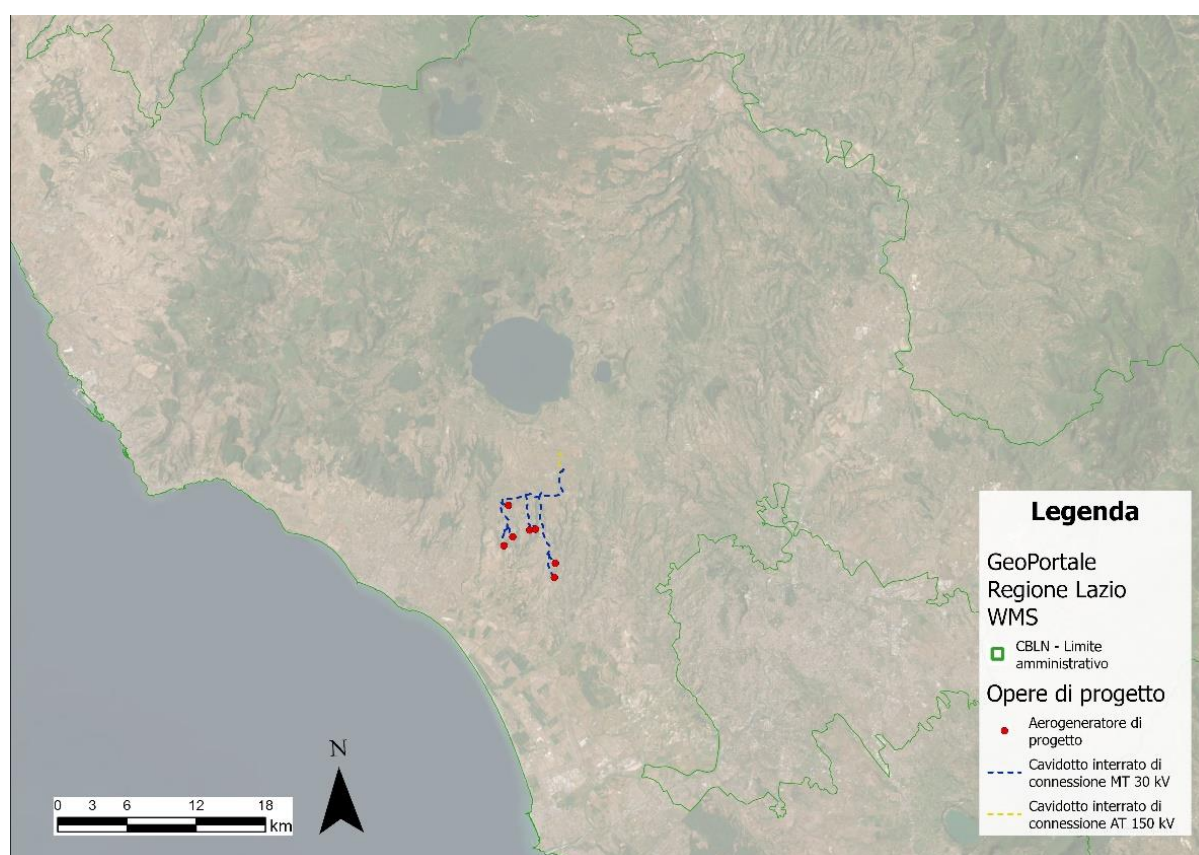 Legenda
GeoPortale
Regione Lazio
WMS
CBLN - Limite
amministrativo
Opere di progetto
Aerogeneratore di
progetto
Cavidotto interrato di
connessione MT 30 kV
Cavidotto interrato di
connessione AT 150 kV
N
0 3 6 12 18
km